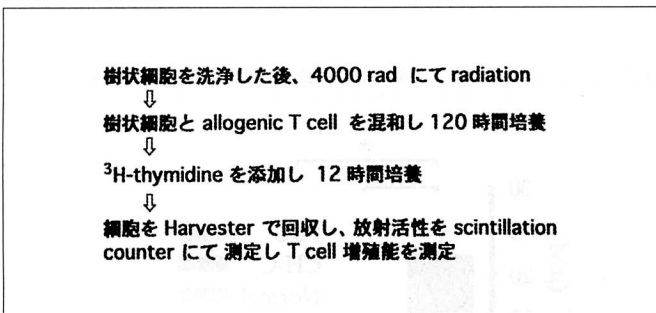 樹状細胞を洗浄した後、4000 rad にて radiation
⇩
樹状細胞と allogenic T cell を混和し 120 時間培養
⇩
³H-thymidine を添加し 12 時間培養
⇩
細胞を Harvester で回収し、放射活性を scintillation
counter にて 測定し T cell 増殖能を測定